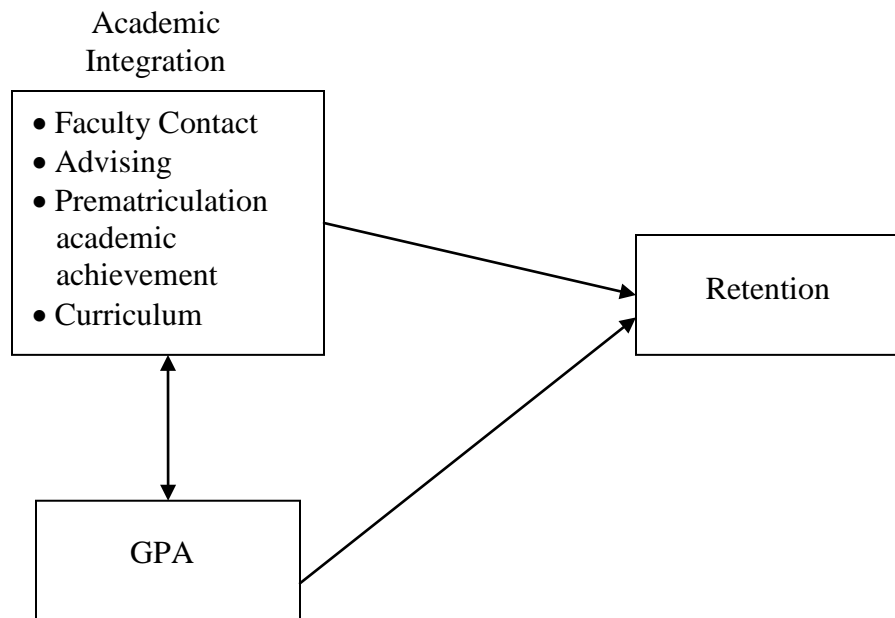 Academic
Integration
• Faculty Contact
• Advising
• Prematriculation
academic
achievement
• Curriculum
Retention
GPA